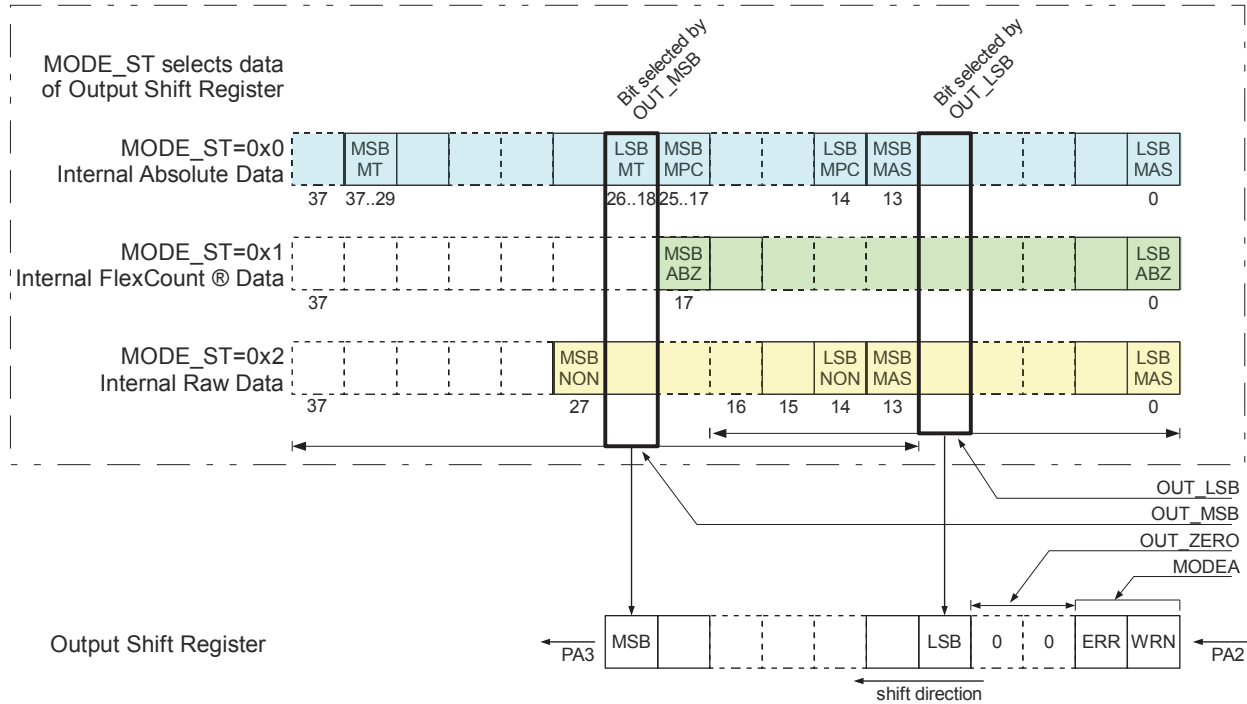 MODE_ST selects data
of Output Shift Register
Bit selected by
OUT_MSB
Bit selected by
OUT_LSB
MODE_ST=0x0
Internal Absolute Data
MSB MT
LSB MT
MSB MPC
LSB MPC
MSB MAS
LSB MAS
37 37..29 26..18 25..17 14 13 0
MODE_ST=0x1
Internal FlexCount ® Data
MSB ABZ
LSB ABZ
37 17 0
MODE_ST=0x2
Internal Raw Data
MSB NON
LSB NON
MSB MAS
LSB MAS
37 27 16 15 14 13 0
OUT_LSB
OUT_MSB
OUT_ZERO
MODEA
Output Shift Register
PA3
MSB LSB 0 0 ERR WRN
PA2
shift direction